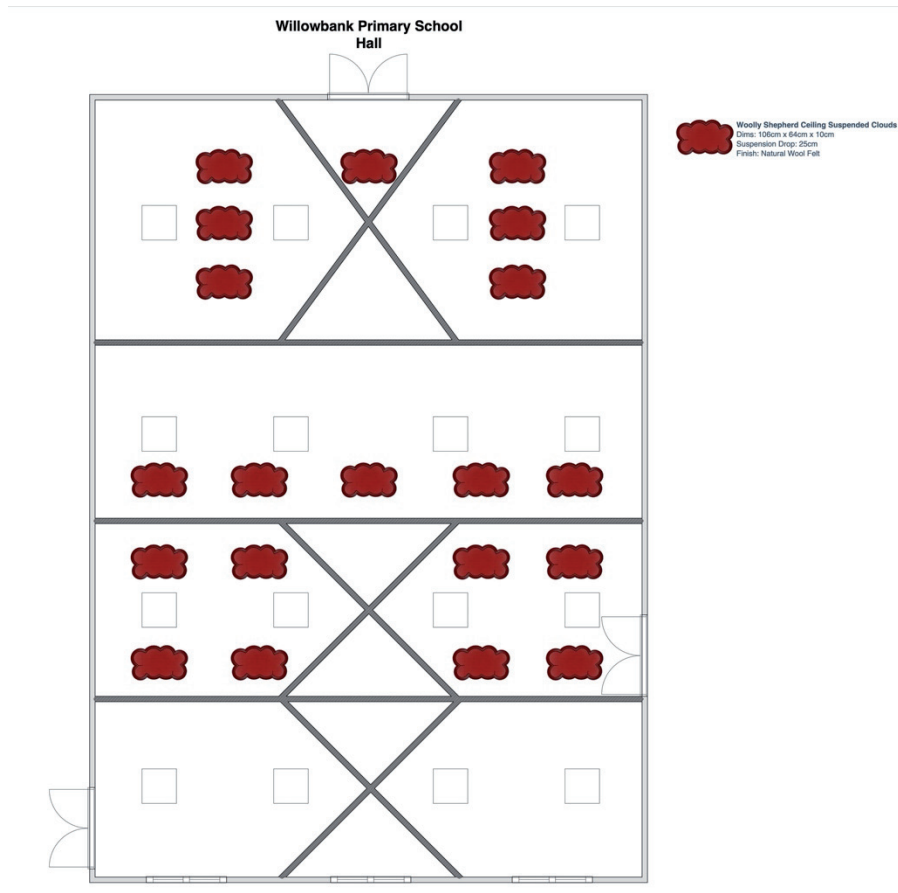 Willowbank Primary School
Hall
Woolly Shepherd Ceiling Suspended Clouds
Dims: 106cm x 64cm x 10cm
Suspension Drop: 25cm
Finish: Natural Wool Felt